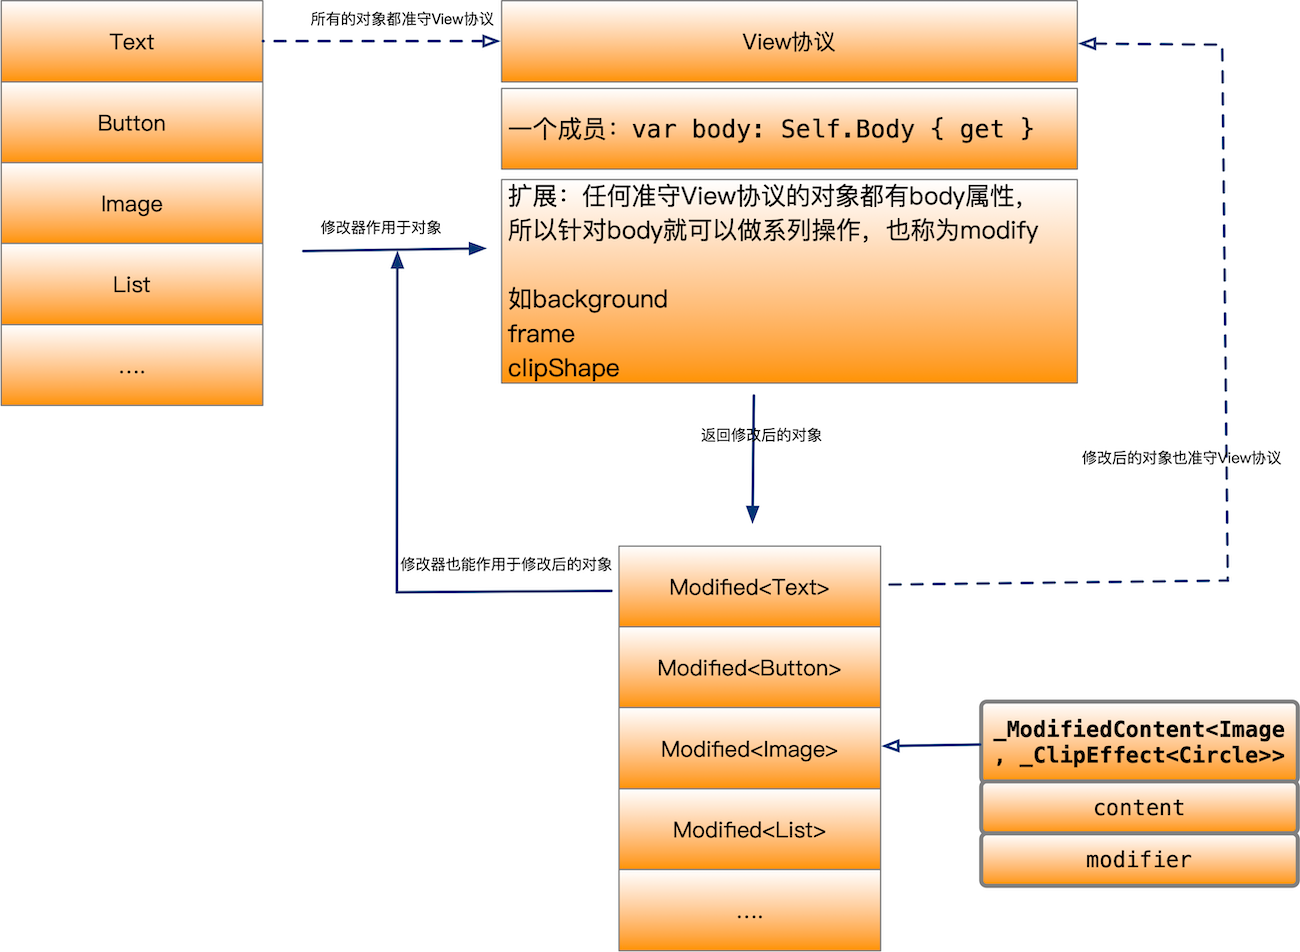 Text
Button
Image
List
....
所有的对象都准守View协议
View协议
一个成员：var body: Self.Body { get }
扩展：任何准守View协议的对象都有body属性，
所以针对body就可以做系列操作，也称为modify
如background
frame
clipShape
修改器作用于对象
返回修改后的对象
修改后的对象也准守View协议
修改器也能作用于修改后的对象
Modified<Text>
Modified<Button>
Modified<Image>
Modified<List>
....
_ModifiedContent<Image
, _ClipEffect<Circle>>
content
modifier